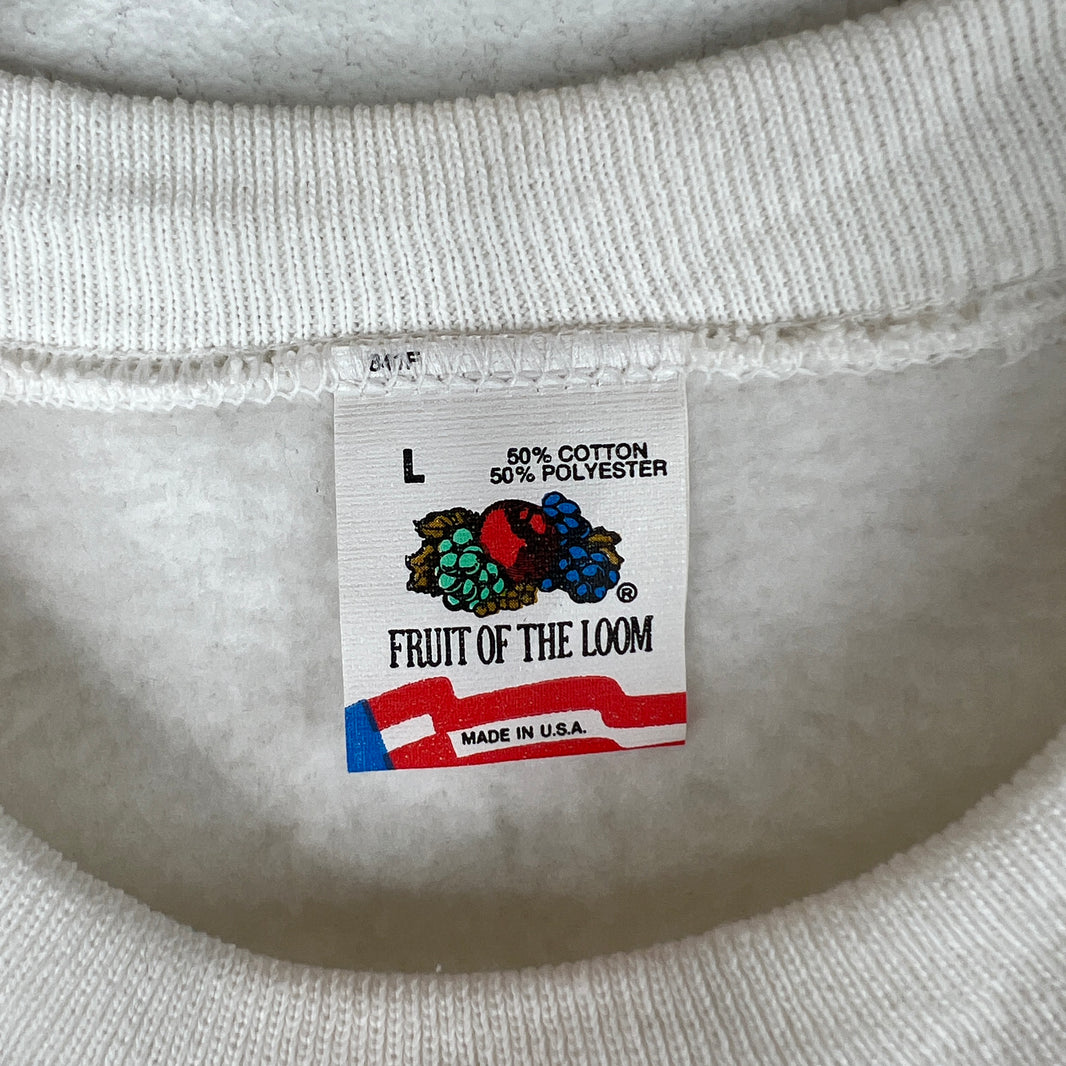 L
50% COTTON
50% POLYESTER
®
FRUIT OF THE LOOM
MADE IN U.S.A.